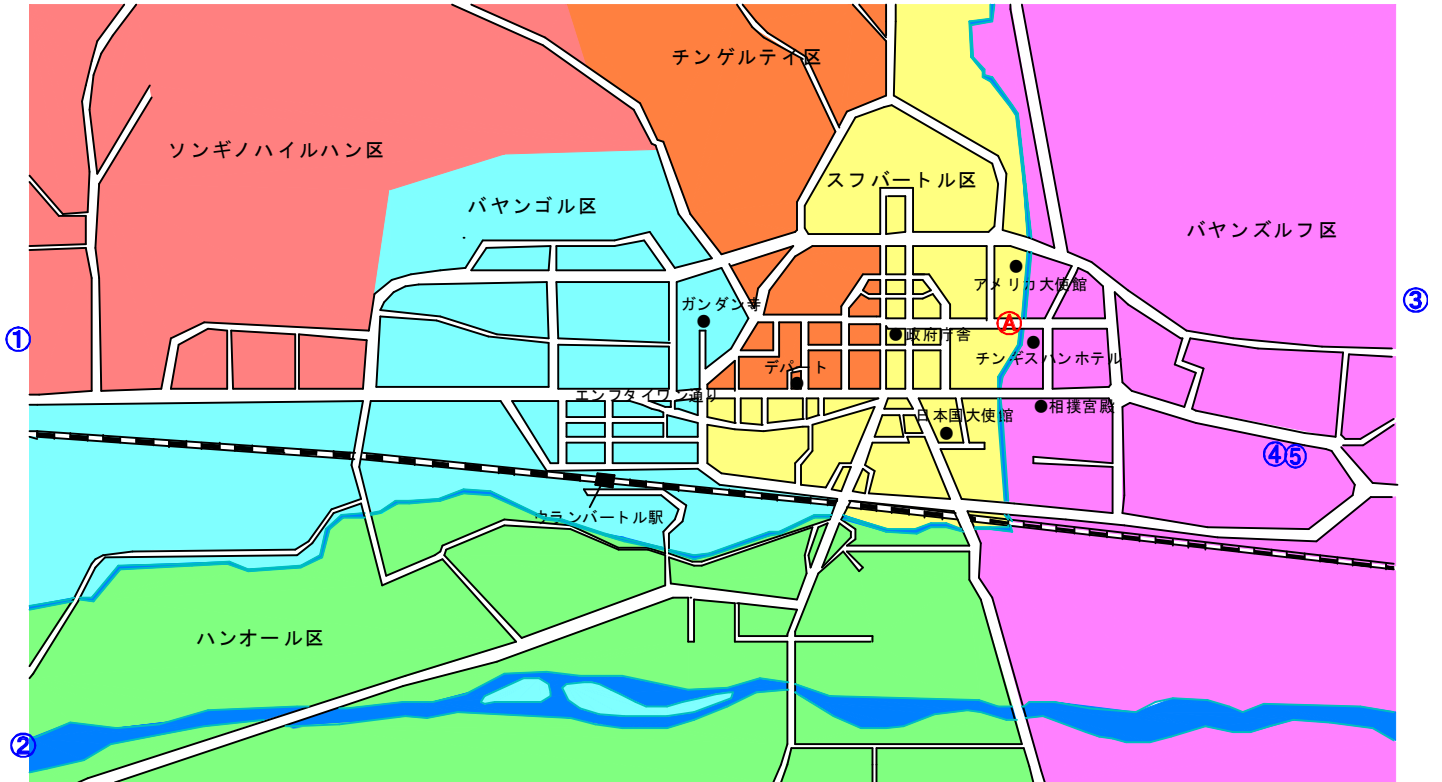 チンゲルテイ区
ソンギノハイルハン区
スフバートル区
バヤンゴル区
バヤンズルフ区
アメリカ大使館
ガンダン寺
③
Ⓐ
①
政府庁舎
チンギスハンホテル
デパート
エンフタイワン通り
相撲宮殿
日本国大使館
④⑤
ウランバートル駅
ハンオール区
②